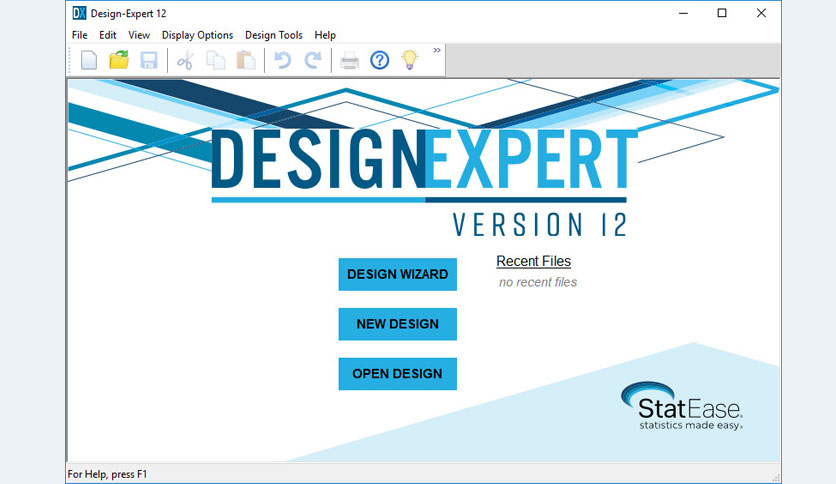 Design-Expert 12
File Edit View Display Options Design Tools Help
DESIGNEXPERT
VERSION 12
DESIGN WIZARD
NEW DESIGN
OPEN DESIGN
Recent Files
no recent files
StatEase®
statistics made easy®
For Help, press F1